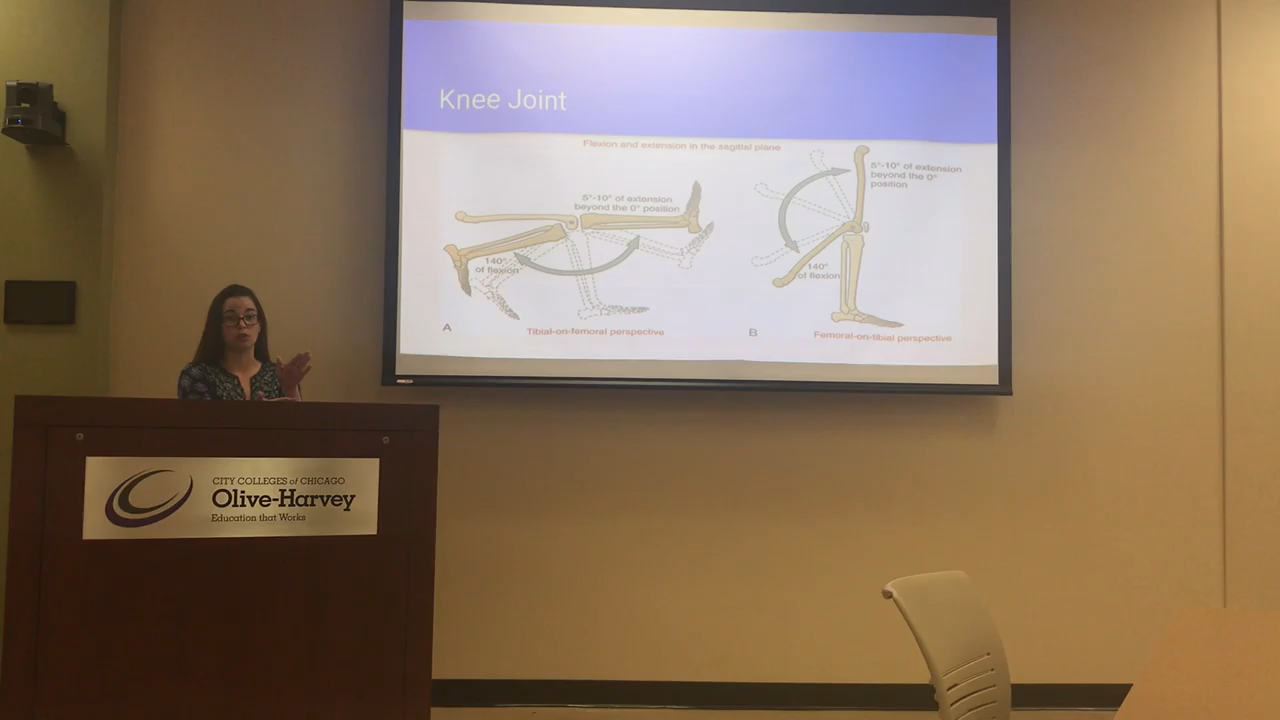 Knee Joint
Flexion and extension in the sagittal plane
5°-10° of extension
beyond the 0° position
140°
of flexion
A
Tibial-on-femoral perspective
5°-10° of extension
beyond the 0°
position
140°
of flexion
B
Femoral-on-tibial perspective
CITY COLLEGES of CHICAGO
Olive-Harvey
Education that Works